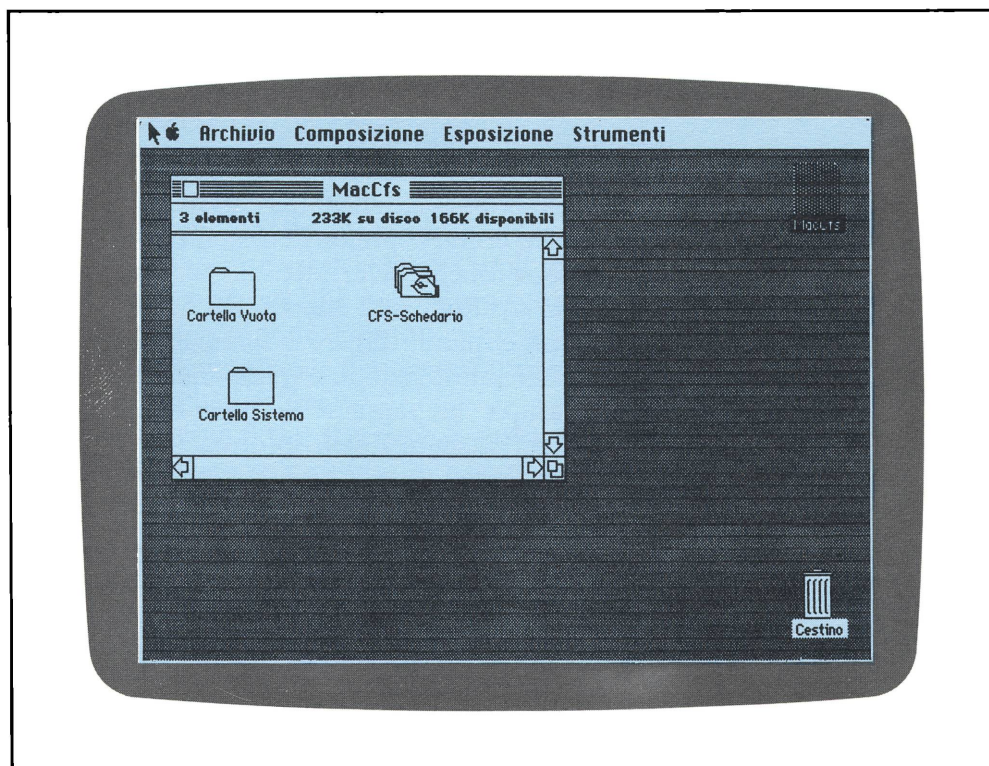 Archivio Composizione Esposizione Strumenti
MacCfs
3 elementi 233K su disco 166K disponibili
MacCfs
Cartella Vuota
CFS-Schedario
Cartella Sistema
Cestino